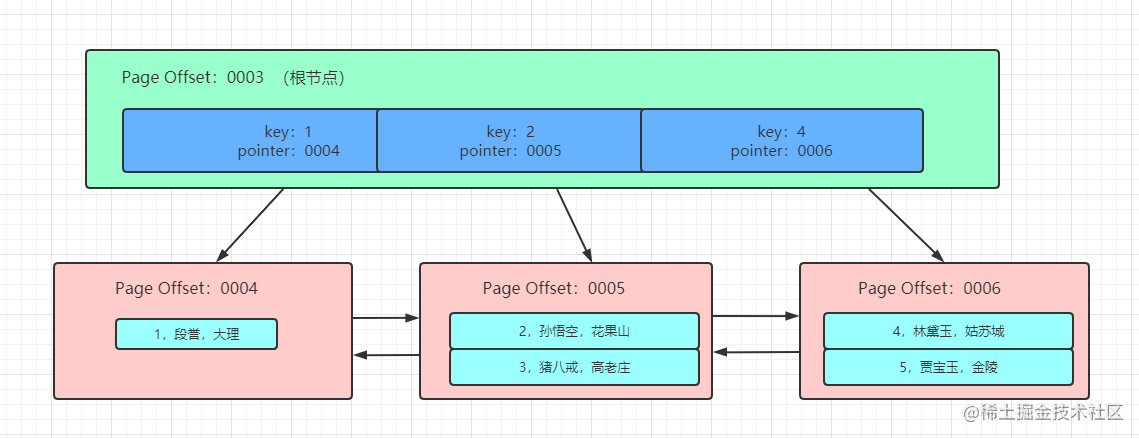 Page Offset：0003 （根节点）
key：1
pointer：0004
key：2
pointer：0005
key：4
pointer：0006
Page Offset：0004
1，段誉，大理
Page Offset：0005
2，孙悟空，花果山
3，猪八戒，高老庄
Page Offset：0006
4，林黛玉，姑苏城
5，贾宝玉，金陵
@稀土掘金技术社区